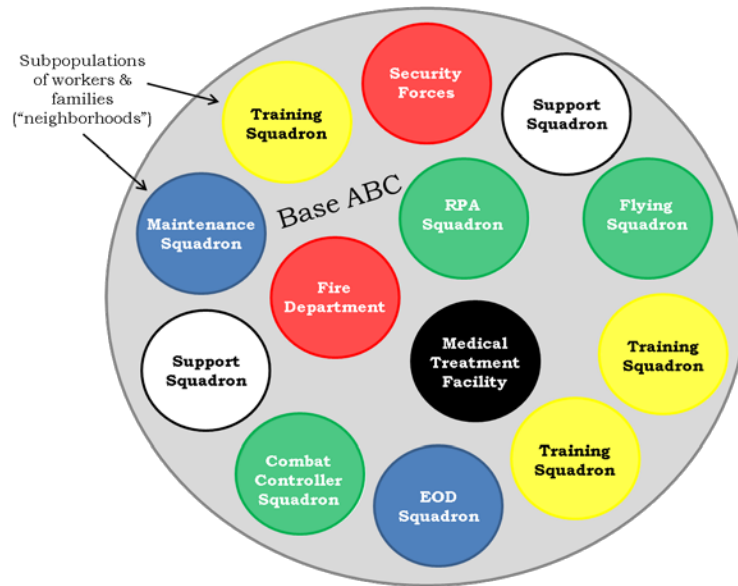 Subpopulations
of workers &
families
("neighborhoods")
Security
Forces
Training
Squadron
Support
Squadron
Base ABC
Maintenance
Squadron
RPA
Squadron
Flying
Squadron
Fire
Department
Support
Squadron
Medical
Treatment
Facility
Training
Squadron
Training
Squadron
Combat
Controller
Squadron
EOD
Squadron